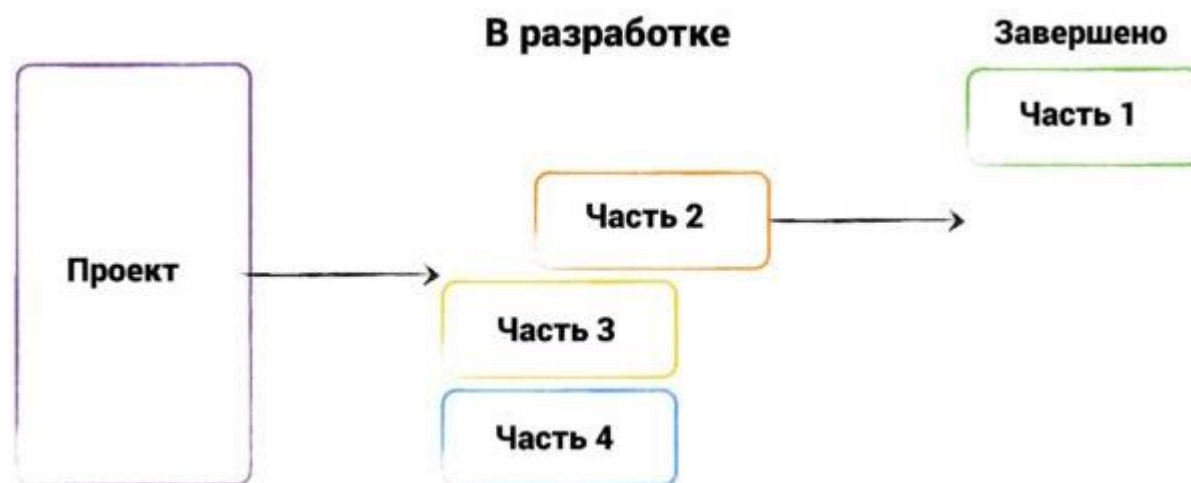 В разработке
Завершено
Часть 1
Часть 2
Проект
Часть 3
Часть 4